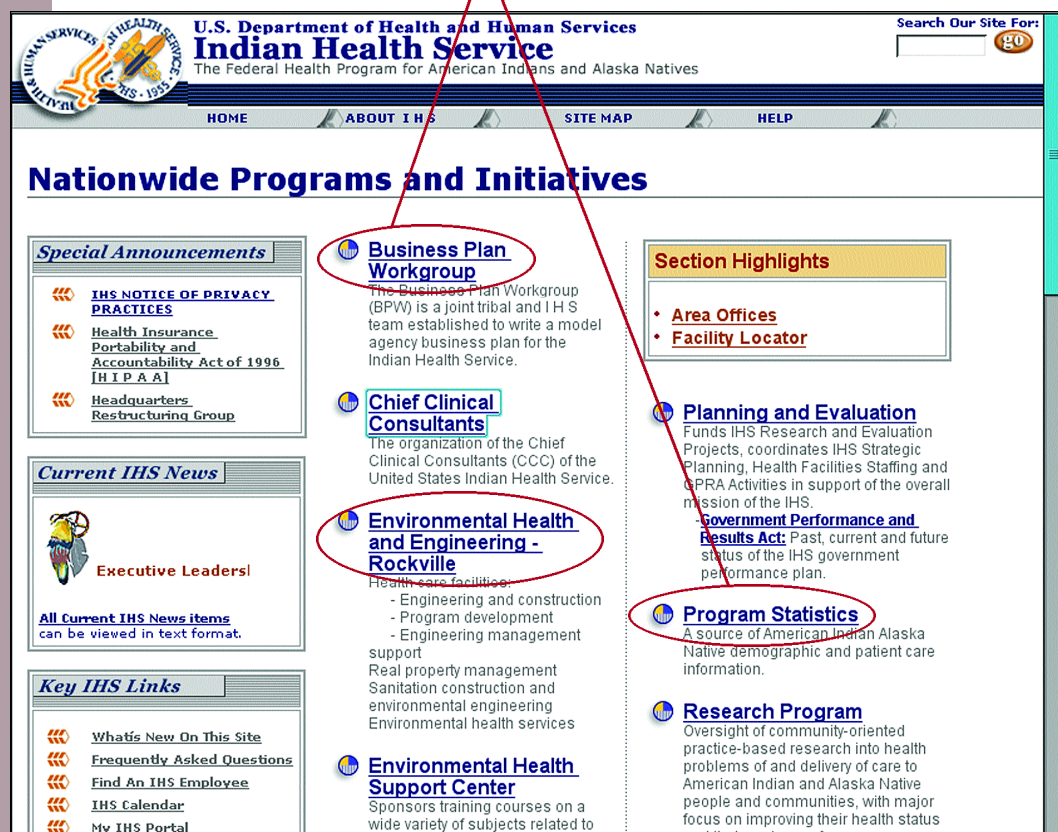 U.S. Department of Health and Human Services
Indian Health Service
The Federal Health Program for American Indians and Alaska Natives
Search Our Site For:
go
HOME
ABOUT I H S
SITE MAP
HELP
Nationwide Programs and Initiatives
Special Announcements
IHS NOTICE OF PRIVACY
PRACTICES
Health Insurance
Portability and
Accountability Act of 1996
[H I P A A]
Headquarters
Restructuring Group
Current IHS News
Executive Leaders
All Current IHS News items
can be viewed in text format.
Key IHS Links
What's New On This Site
Frequently Asked Questions
Find An IHS Employee
IHS Calendar
My IHS Portal
Business Plan
Workgroup
The Business Plan Workgroup
(BPW) is a joint tribal and I H S
team established to write a model
agency business plan for the
Indian Health Service.
Chief Clinical
Consultants
The organization of the Chief
Clinical Consultants (CCC) of the
United States Indian Health Service.
Environmental Health
and Engineering -
Rockville
Health care facilities:
- Engineering and construction
- Program development
- Engineering management
support
Real property management
Sanitation construction and
environmental engineering
Environmental health services
Environmental Health
Support Center
Sponsors training courses on a
wide variety of subjects related to
Section Highlights
• Area Offices
• Facility Locator
Planning and Evaluation
Funds IHS Research and Evaluation
Projects, coordinates IHS Strategic
Planning, Health Facilities Staffing and
GPRA Activities in support of the overall
mission of the IHS.
-Government Performance and
Results Act: Past, current and future
status of the IHS government
performance plan.
Program Statistics
A source of American Indian Alaska
Native demographic and patient care
information.
Research Program
Oversight of community-oriented
practice-based research into health
problems of and delivery of care to
American Indian and Alaska Native
people and communities, with major
focus on improving their health status